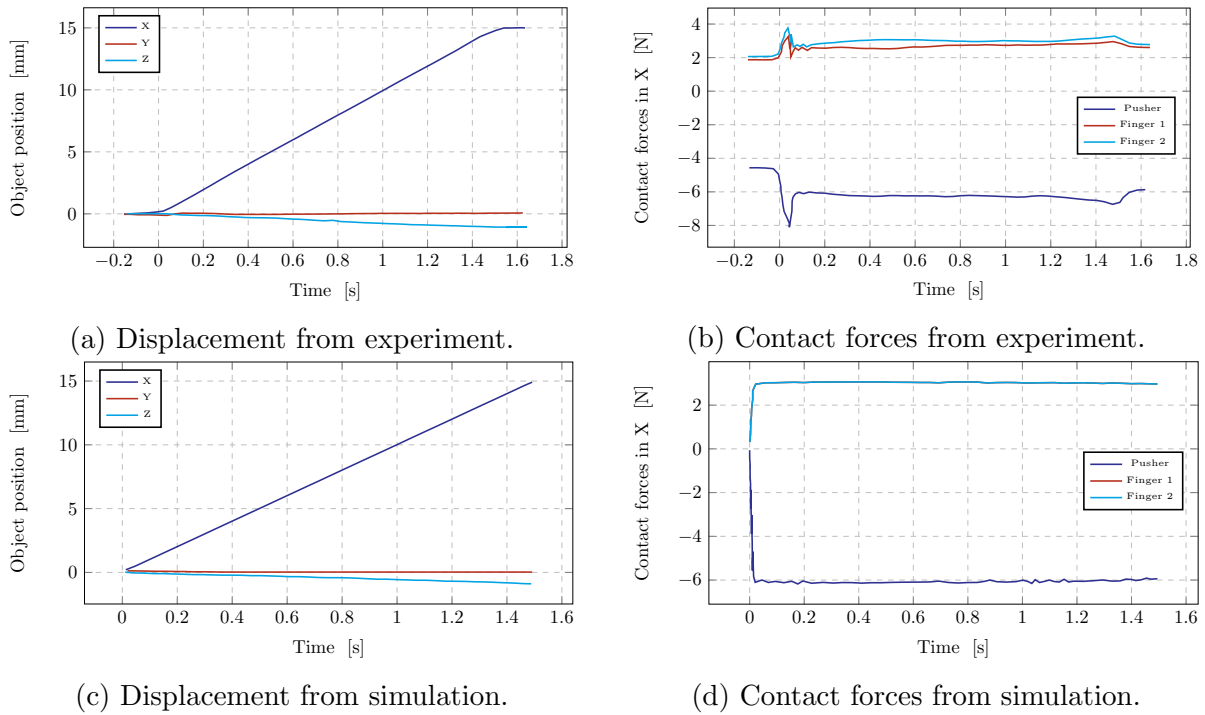 X
Y
Z
Object position [mm]
15
10
5
0
−0.2 0 0.2 0.4 0.6 0.8 1 1.2 1.4 1.6 1.8
Time [s]
(a) Displacement from experiment.
Pusher
Finger 1
Finger 2
Contact forces in X [N]
4
2
0
−2
−4
−6
−8
−0.2 0 0.2 0.4 0.6 0.8 1 1.2 1.4 1.6 1.8
Time [s]
(b) Contact forces from experiment.
X
Y
Z
Object position [mm]
15
10
5
0
0 0.2 0.4 0.6 0.8 1 1.2 1.4 1.6
Time [s]
(c) Displacement from simulation.
Pusher
Finger 1
Finger 2
Contact forces in X [N]
2
0
−2
−4
−6
0 0.2 0.4 0.6 0.8 1 1.2 1.4 1.6
Time [s]
(d) Contact forces from simulation.